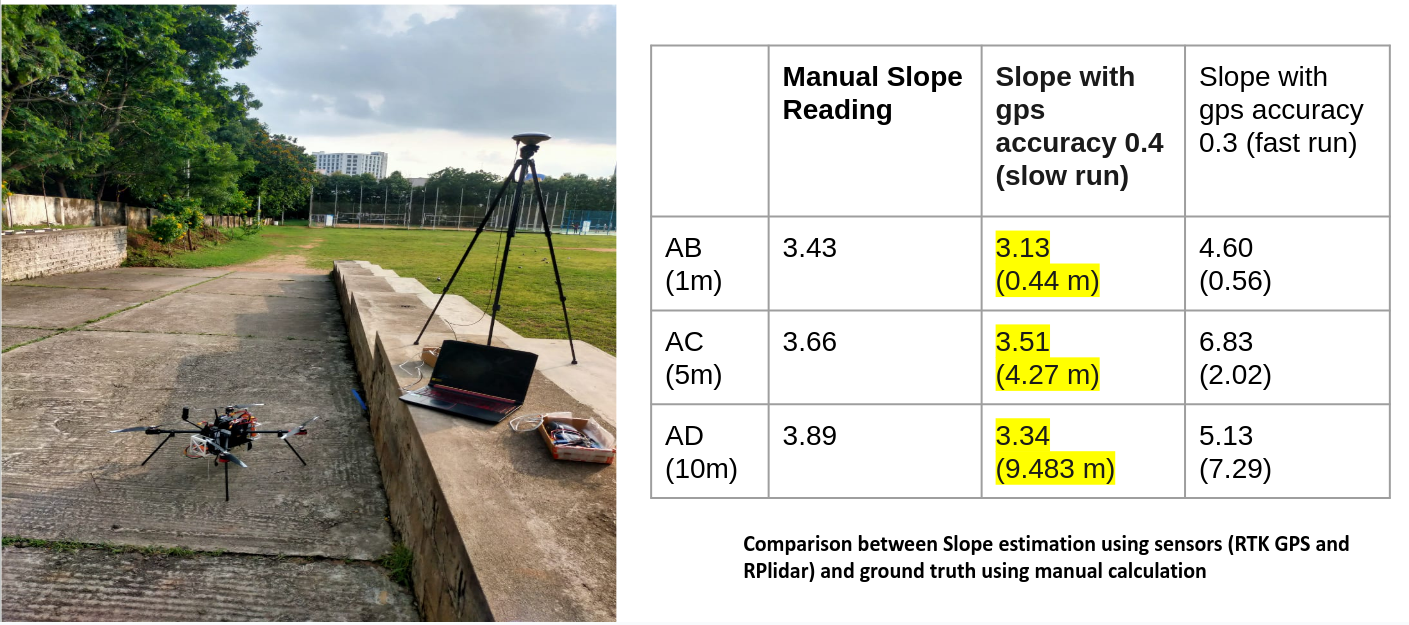 Manual Slope
Reading
Slope with
gps
accuracy 0.4
(slow run)
Slope with
gps accuracy
0.3 (fast run)
AB
(1m)
3.43
3.13
(0.44 m)
4.60
(0.56)
AC
(5m)
3.66
3.51
(4.27 m)
6.83
(2.02)
AD
(10m)
3.89
3.34
(9.483 m)
5.13
(7.29)
Comparison between Slope estimation using sensors (RTK GPS and
RPlidar) and ground truth using manual calculation